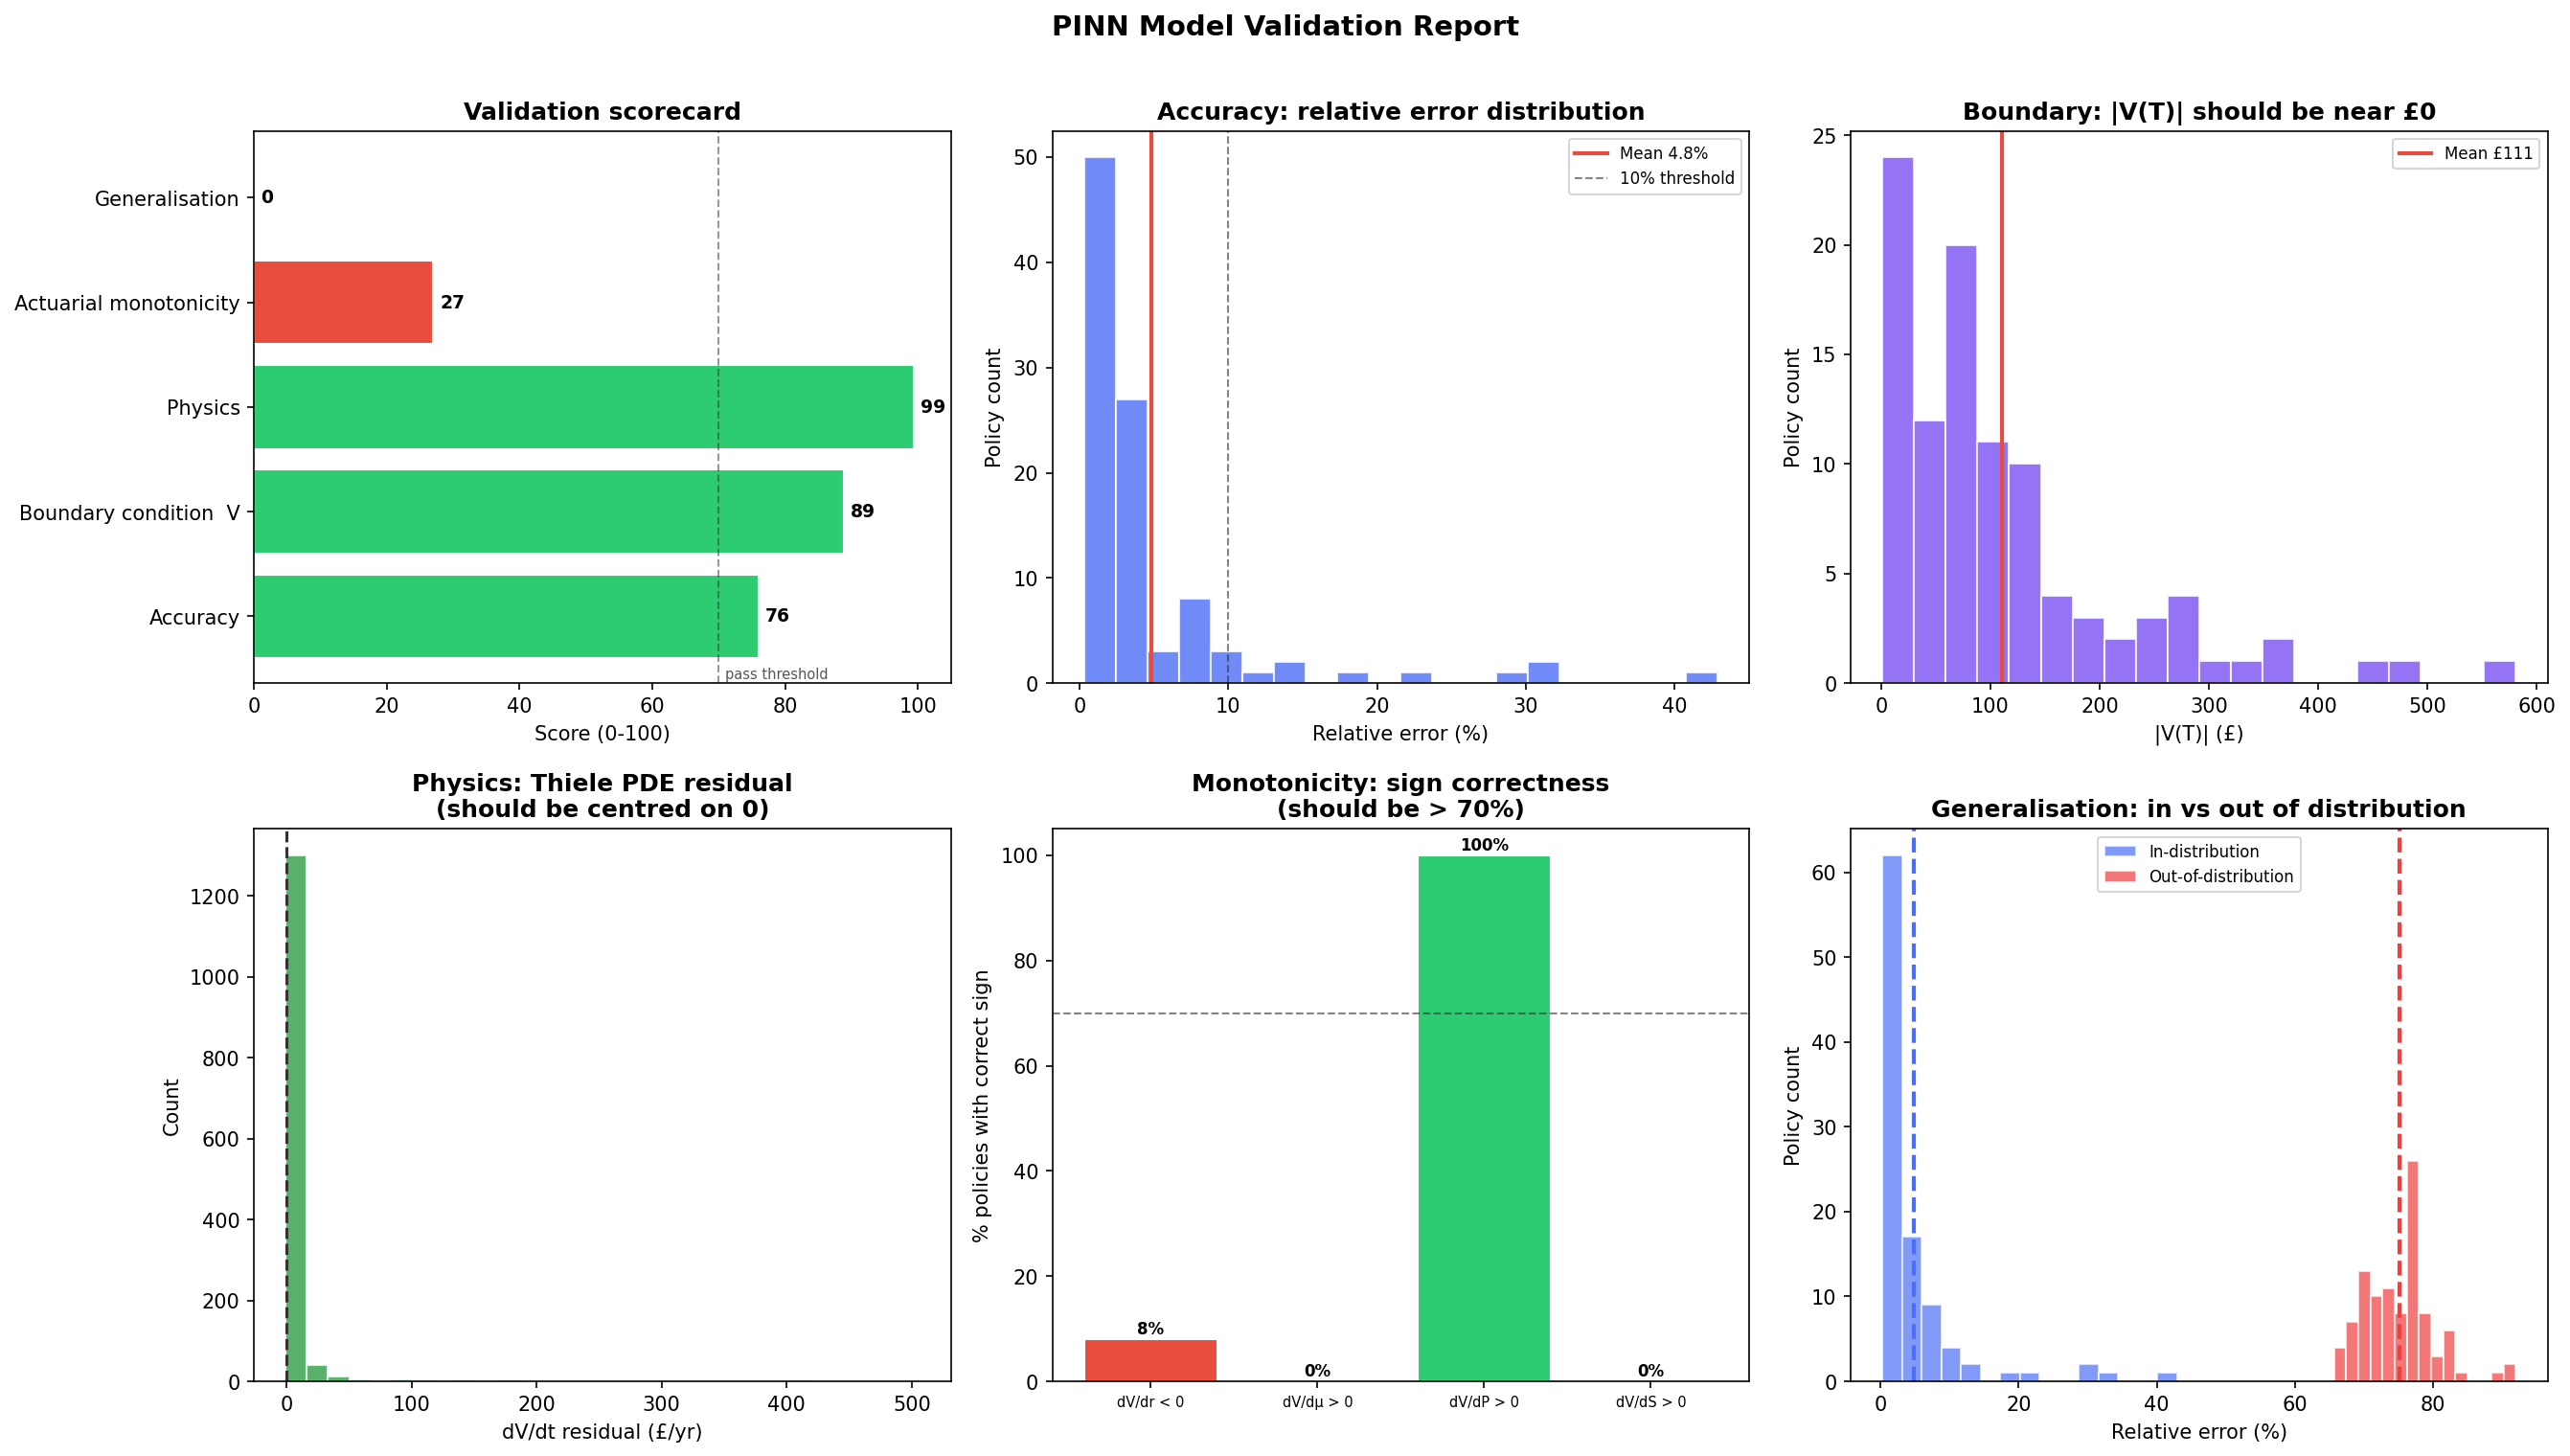 PINN Model Validation Report
Validation scorecard
Generalisation
Actuarial monotonicity
Physics
Boundary condition  V
Accuracy
0
27
99
89
76
pass threshold
0 20 40 60 80 100
Score (0-100)
Accuracy: relative error distribution
Mean 4.8%
10% threshold
Policy count
50
40
30
20
10
0
0 10 20 30 40
Relative error (%)
Boundary: |V(T)| should be near £0
Mean £111
Policy count
25
20
15
10
5
0
0 100 200 300 400 500 600
|V(T)| (£)
Physics: Thiele PDE residual
(should be centred on 0)
Count
1200
1000
800
600
400
200
0
0 100 200 300 400 500
dV/dt residual (£/yr)
Monotonicity: sign correctness
(should be > 70%)
% policies with correct sign
100
80
60
40
20
0
8%
0%
100%
0%
dV/dr < 0 dV/dμ > 0 dV/dP > 0 dV/dS > 0
Generalisation: in vs out of distribution
In-distribution
Out-of-distribution
Policy count
60
50
40
30
20
10
0
0 20 40 60 80
Relative error (%)